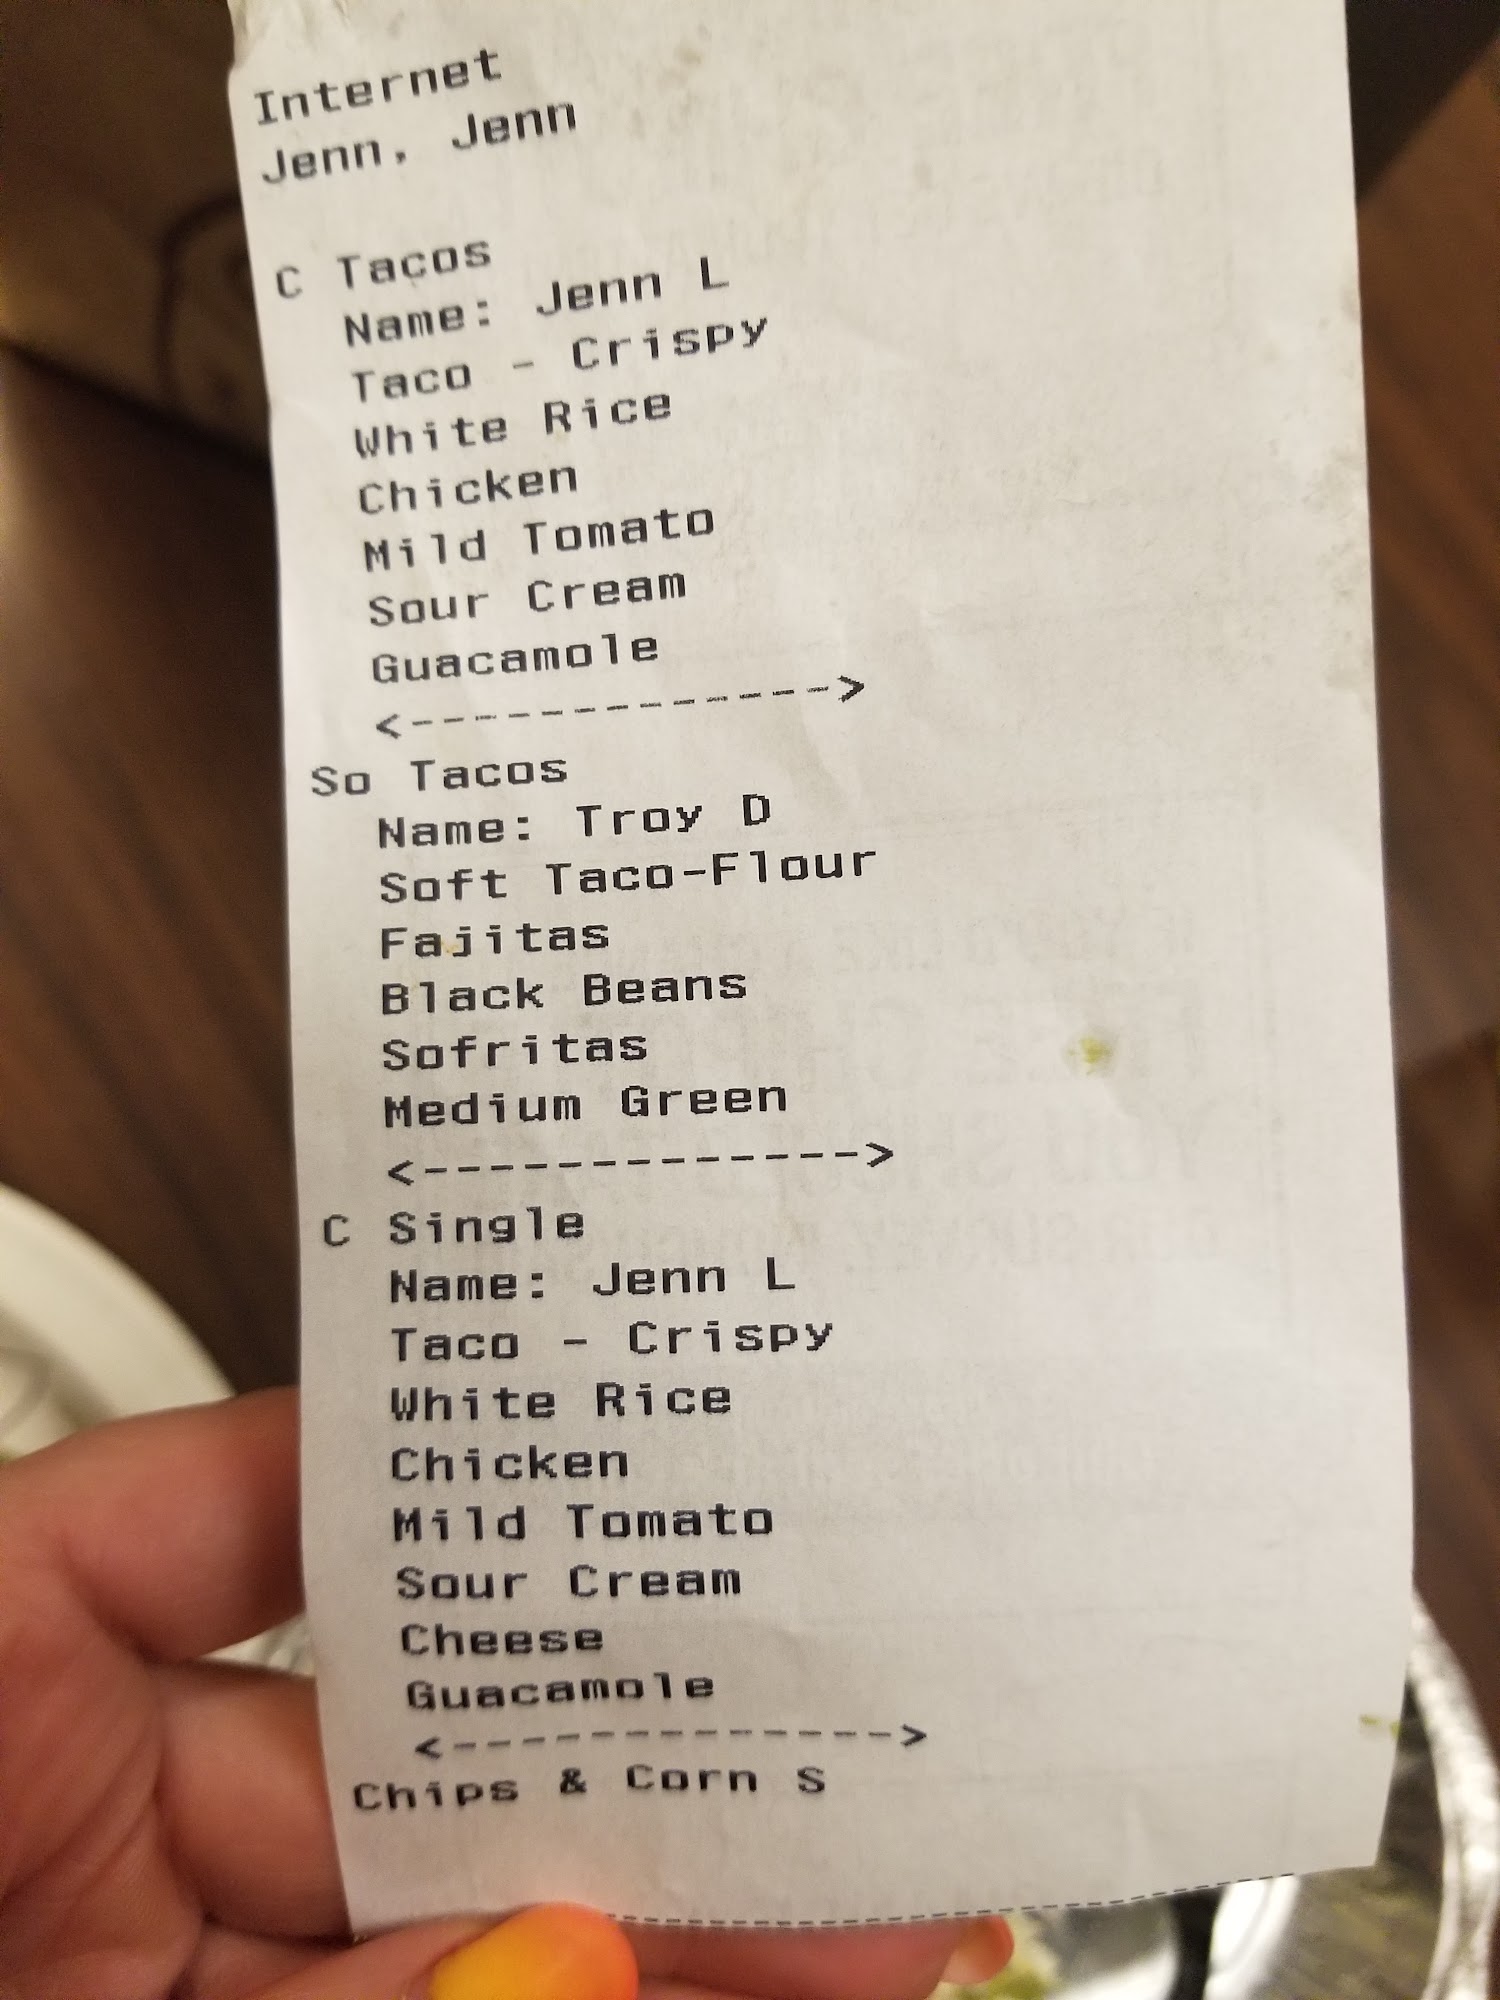 Internet
Jenn, Jenn
C Tacos
Name: Jenn L
Taco - Crispy
White Rice
Chicken
Mild Tomato
Sour Cream
Guacamole
<------------->
So Tacos
Name: Troy D
Soft Taco-Flour
Fajitas
Black Beans
Sofritas
Medium Green
<------------->
C Single
Name: Jenn L
Taco - Crispy
White Rice
Chicken
Mild Tomato
Sour Cream
Cheese
Guacamole
<------------->
Chips & Corn S